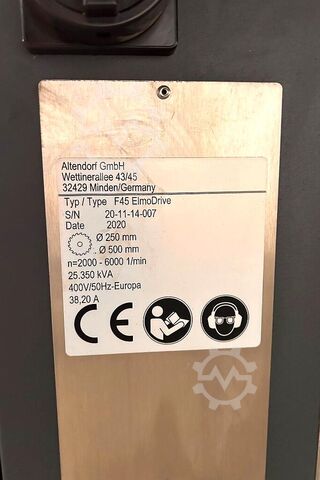 Altendorf GmbH
Wettinerallee 43/45
32429 Minden/Germany
Typ / Type F45 ElmoDrive
S/N 20-11-14-007
Date 2020
Ø 250 mm
Ø 500 mm
n=2000 - 6000 1/min
25.350 kVA
400V/50Hz-Europa
38,20 A
CE